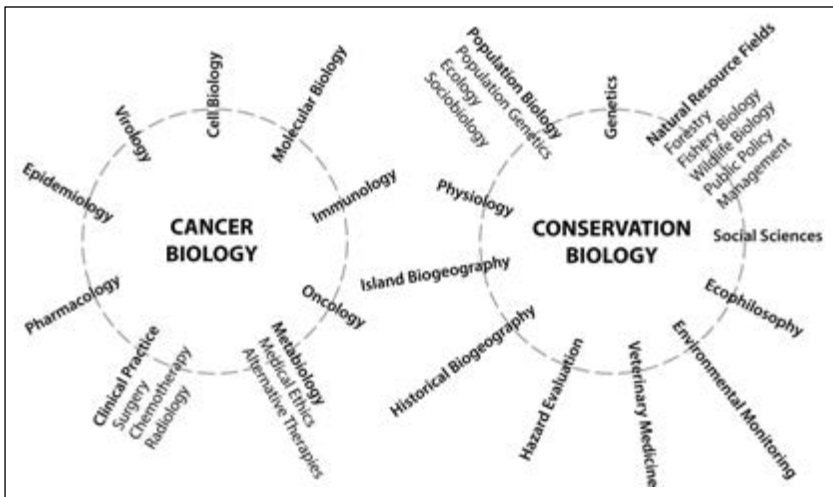 CANCER
BIOLOGY
Cell Biology
Molecular Biology
Immunology
Oncology
Metabiology
Medical Ethics
Alternative Therapies
Clinical Practice
Surgery
Chemotherapy
Radiology
Pharmacology
Epidemiology
Virology
CONSERVATION
BIOLOGY
Genetics
Natural Resource Fields
Forestry
Fishery Biology
Wildlife Biology
Public Policy
Management
Social Sciences
Ecophilosophy
Environmental Monitoring
Veterinary Medicine
Hazard Evaluation
Historical Biogeography
Island Biogeography
Physiology
Population Biology
Population Genetics
Ecology
Sociobiology